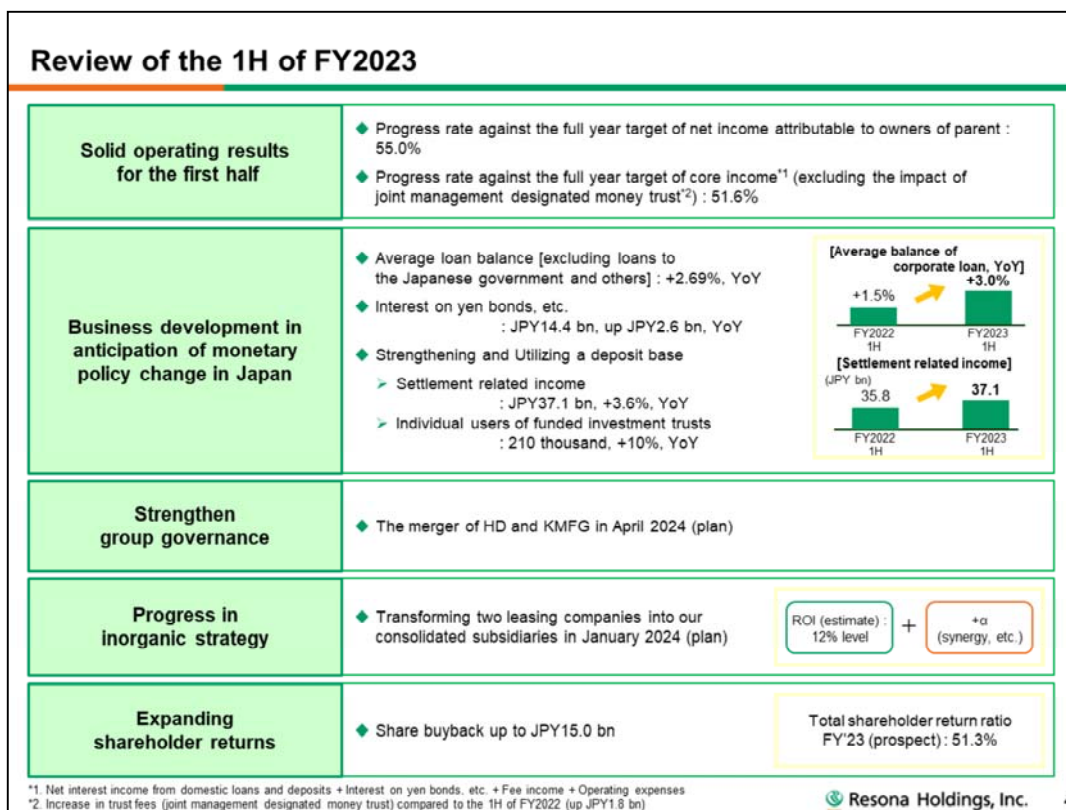 Review of the 1H of FY2023
Solid operating results
for the first half
◆ Progress rate against the full year target of net income attributable to owners of parent :
55.0%
◆ Progress rate against the full year target of core income*1 (excluding the impact of
joint management designated money trust*2) : 51.6%
Business development in
anticipation of monetary
policy change in Japan
◆ Average loan balance [excluding loans to
the Japanese government and others] : +2.69%, YoY
◆ Interest on yen bonds, etc.
: JPY14.4 bn, up JPY2.6 bn, YoY
◆ Strengthening and Utilizing a deposit base
➢ Settlement related income
: JPY37.1 bn, +3.6%, YoY
➢ Individual users of funded investment trusts
: 210 thousand, +10%, YoY
[Average balance of
corporate loan, YoY]
+1.5%
+3.0%
FY2022
1H
FY2023
1H
[Settlement related income]
(JPY bn)
35.8
37.1
FY2022
1H
FY2023
1H
Strengthen
group governance
◆ The merger of HD and KMFG in April 2024 (plan)
Progress in
inorganic strategy
◆ Transforming two leasing companies into our
consolidated subsidiaries in January 2024 (plan)
ROI (estimate) :
12% level
+
+α
(synergy, etc.)
Expanding
shareholder returns
◆ Share buyback up to JPY15.0 bn
Total shareholder return ratio
FY'23 (prospect) : 51.3%
*1. Net interest income from domestic loans and deposits + Interest on yen bonds, etc. + Fee income + Operating expenses
*2. Increase in trust fees (joint management designated money trust) compared to the 1H of FY2022 (up JPY1.8 bn)
Resona Holdings, Inc.